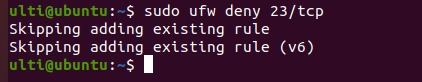 ulti@ubuntu:~$ sudo ufw deny 23/tcp
Skipping adding existing rule
Skipping adding existing rule (v6)
ulti@ubuntu:~$